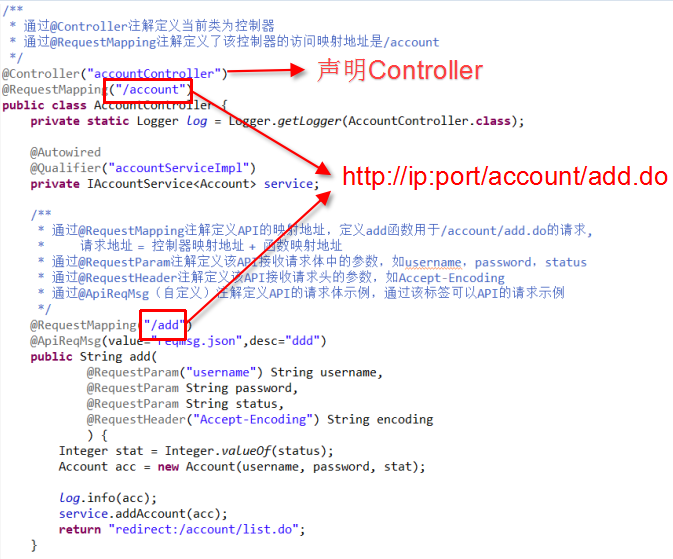 /**
 * 通过@Controller注解定义当前类为控制器
 * 通过@RequestMapping注解定义了该控制器的访问映射地址是/account
 */
@Controller("accountController") 声明Controller
@RequestMapping("/account")
public class AccountController {
    private static Logger log = Logger.getLogger(AccountController.class);
    @Autowired
    @Qualifier("accountServiceImpl")
    private IAccountService<Account> service; http://ip:port/account/add.do
    /**
     * 通过@RequestMapping注解定义API的映射地址，定义add函数用于/account/add.do的请求,
     *     请求地址 = 控制器映射地址 + 函数映射地址
     * 通过@RequestParam注解定义该API接收请求体中的参数，如username，password，status
     * 通过@RequestHeader注解定义该API接收请求头的参数，如Accept-Encoding
     * 通过@ApiReqMsg（自定义）注解定义API的请求体示例，通过该标签可以API的请求示例
     */
    @RequestMapping("/add")
    @ApiReqMsg(value="reqmsg.json",desc="ddd")
    public String add(
            @RequestParam("username") String username,
            @RequestParam String password,
            @RequestParam String status,
            @RequestHeader("Accept-Encoding") String encoding
            ) {
        Integer stat = Integer.valueOf(status);
        Account acc = new Account(username, password, stat);
        log.info(acc);
        service.addAccount(acc);
        return "redirect:/account/list.do";
    }